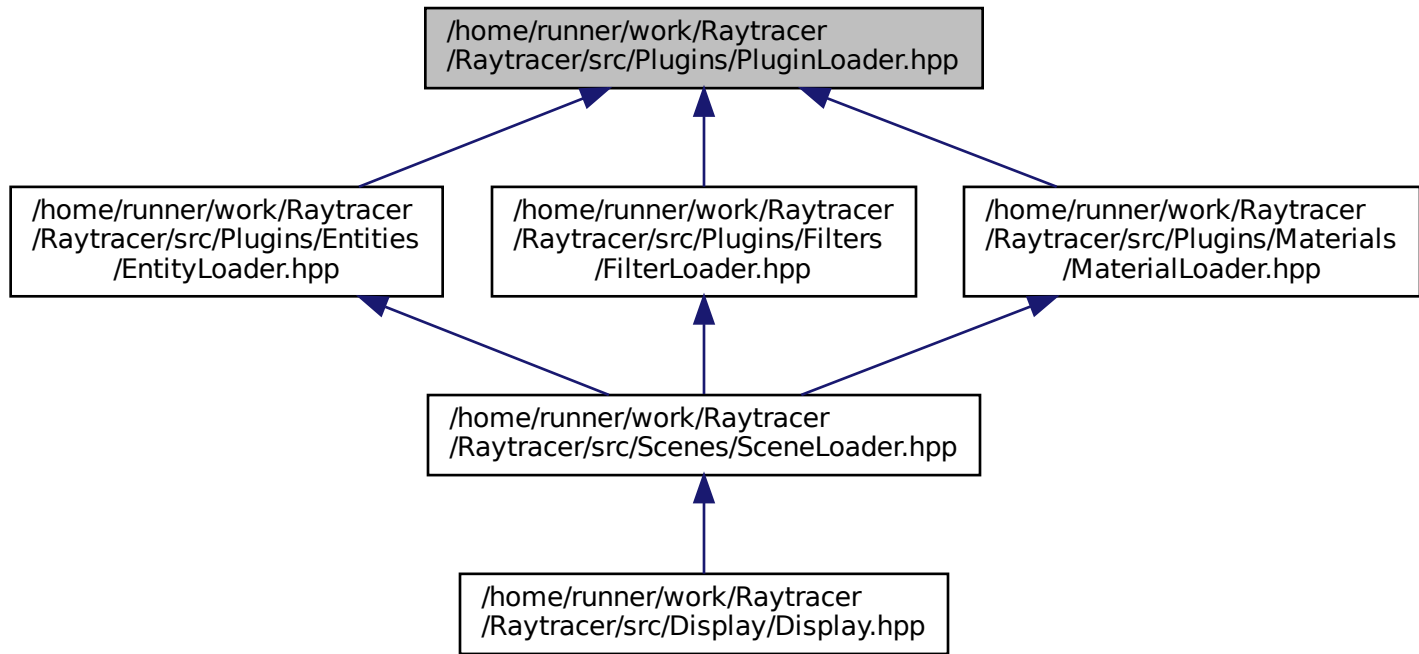 /home/runner/work/Raytracer
/Raytracer/src/Plugins/PluginLoader.hpp
/home/runner/work/Raytracer
/Raytracer/src/Plugins/Entities
/EntityLoader.hpp
/home/runner/work/Raytracer
/Raytracer/src/Plugins/Filters
/FilterLoader.hpp
/home/runner/work/Raytracer
/Raytracer/src/Plugins/Materials
/MaterialLoader.hpp
/home/runner/work/Raytracer
/Raytracer/src/Scenes/SceneLoader.hpp
/home/runner/work/Raytracer
/Raytracer/src/Display/Display.hpp